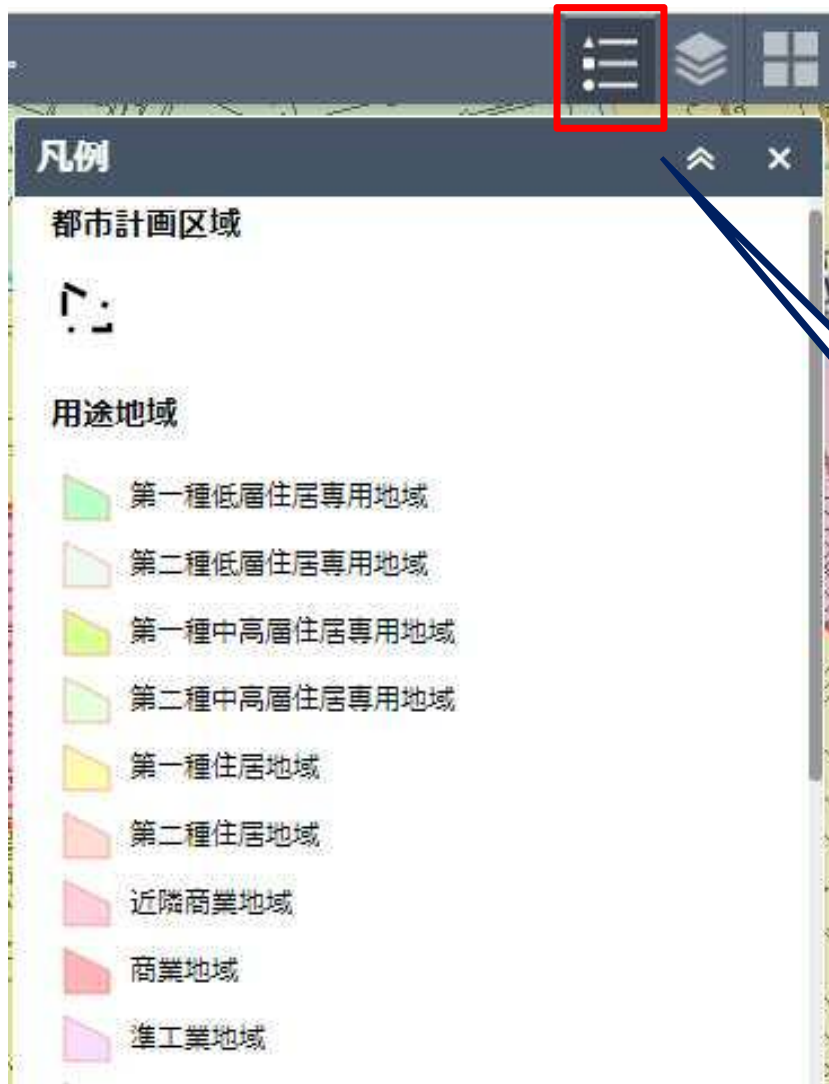 凡例
都市計画区域
用途地域
第一種低層住居専用地域
第二種低層住居専用地域
第一種中高層住居専用地域
第二種中高層住居専用地域
第一種住居地域
第二種住居地域
近隣商業地域
商業地域
準工業地域